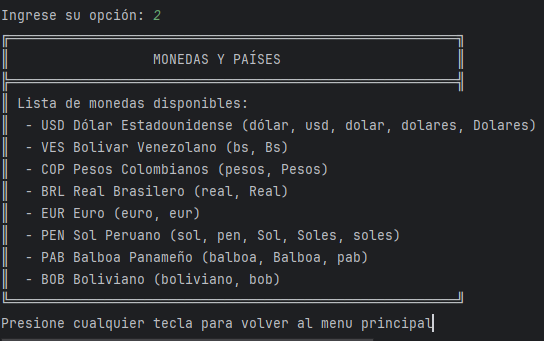 Ingrese su opción: 2
MONEDAS Y PAÍSES
Lista de monedas disponibles:
- USD Dólar Estadounidense (dólar, usd, dolar, dolares, Dolares)
- VES Bolivar Venezolano (bs, Bs)
- COP Pesos Colombianos (pesos, Pesos)
- BRL Real Brasilero (real, Real)
- EUR Euro (euro, eur)
- PEN Sol Peruano (sol, pen, Sol, Soles, soles)
- PAB Balboa Panameño (balboa, Balboa, pab)
- BOB Boliviano (boliviano, bob)
Presione cualquier tecla para volver al menu principal